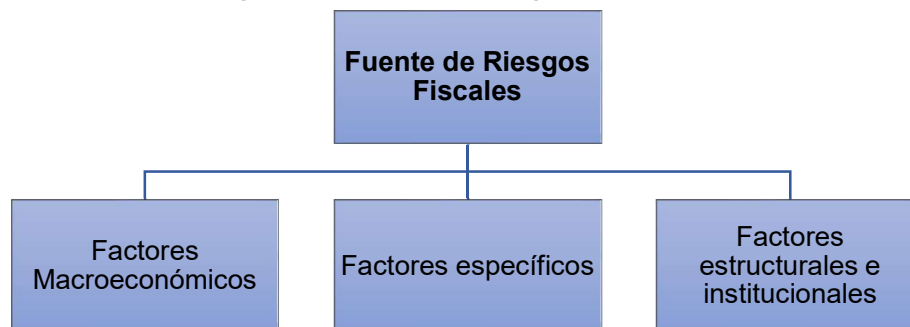 Fuente de Riesgos
Fiscales
Factores
Macroeconómicos
Factores específicos
Factores
estructurales e
institucionales